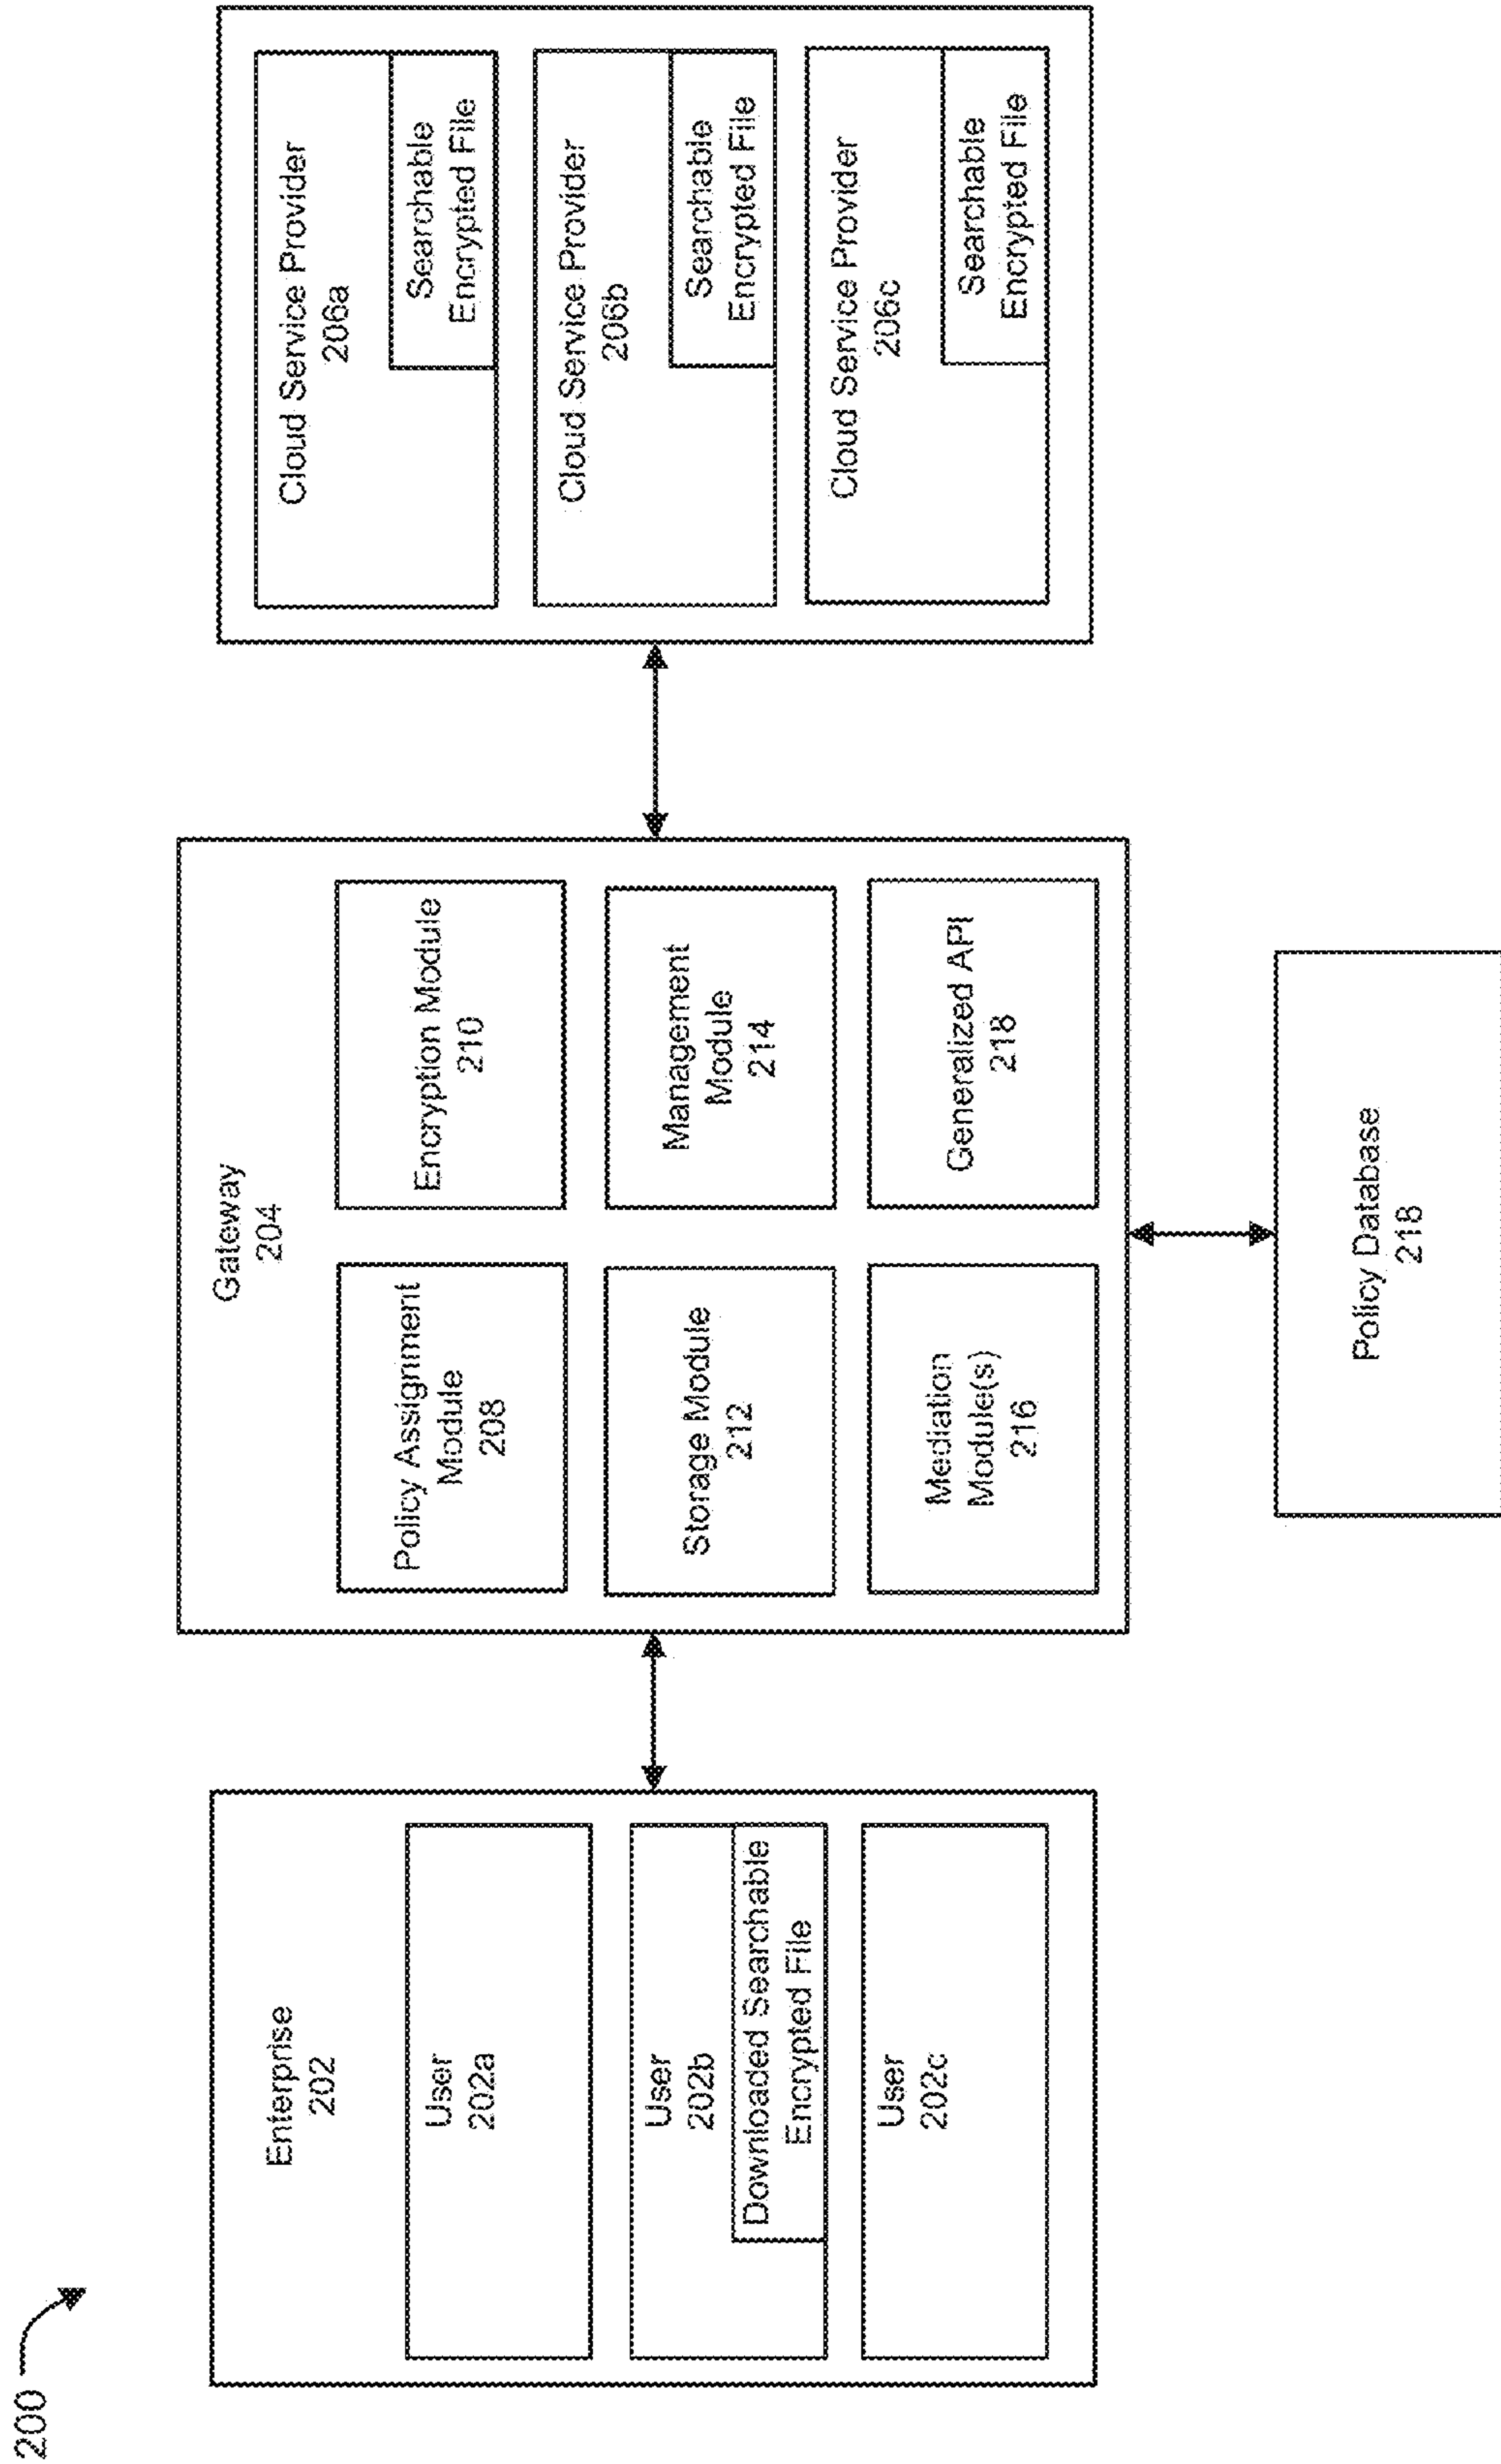 200
Enterprise
202
User
202a
User
202b
Downloaded Searchable
Encrypted File
User
202c
Gateway
204
Policy Assignment
Module
208
Encryption Module
210
Storage Module
212
Management
Module
214
Mediation
Module(s)
216
Generalized API
218
Policy Database
218
Cloud Service Provider
206a
Searchable
Encrypted File
Cloud Service Provider
206b
Searchable
Encrypted File
Cloud Service Provider
206c
Searchable
Encrypted File